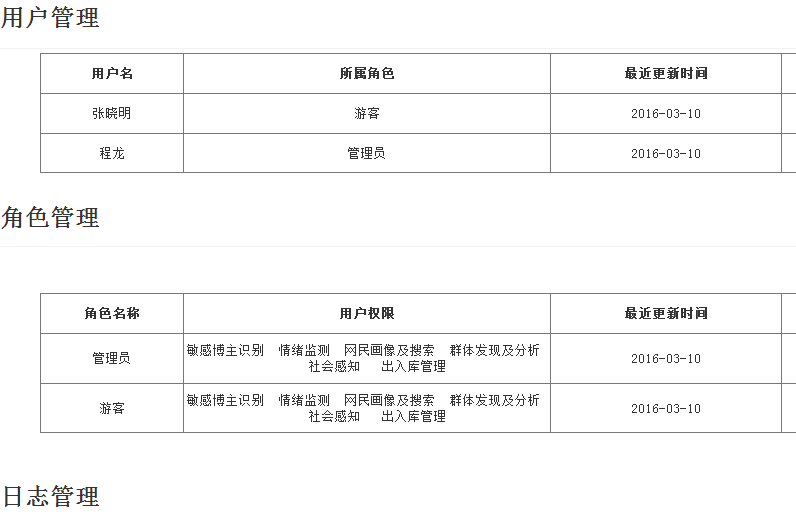 用户管理
用户名 所属角色 最近更新时间
张晓明 游客 2016-03-10
程龙 管理员 2016-03-10
角色管理
角色名称 用户权限 最近更新时间
管理员 敏感博主识别 情绪监测 网民画像及搜索 群体发现及分析 2016-03-10
社会感知 出入库管理
游客 敏感博主识别 情绪监测 网民画像及搜索 群体发现及分析 2016-03-10
社会感知 出入库管理
日志管理